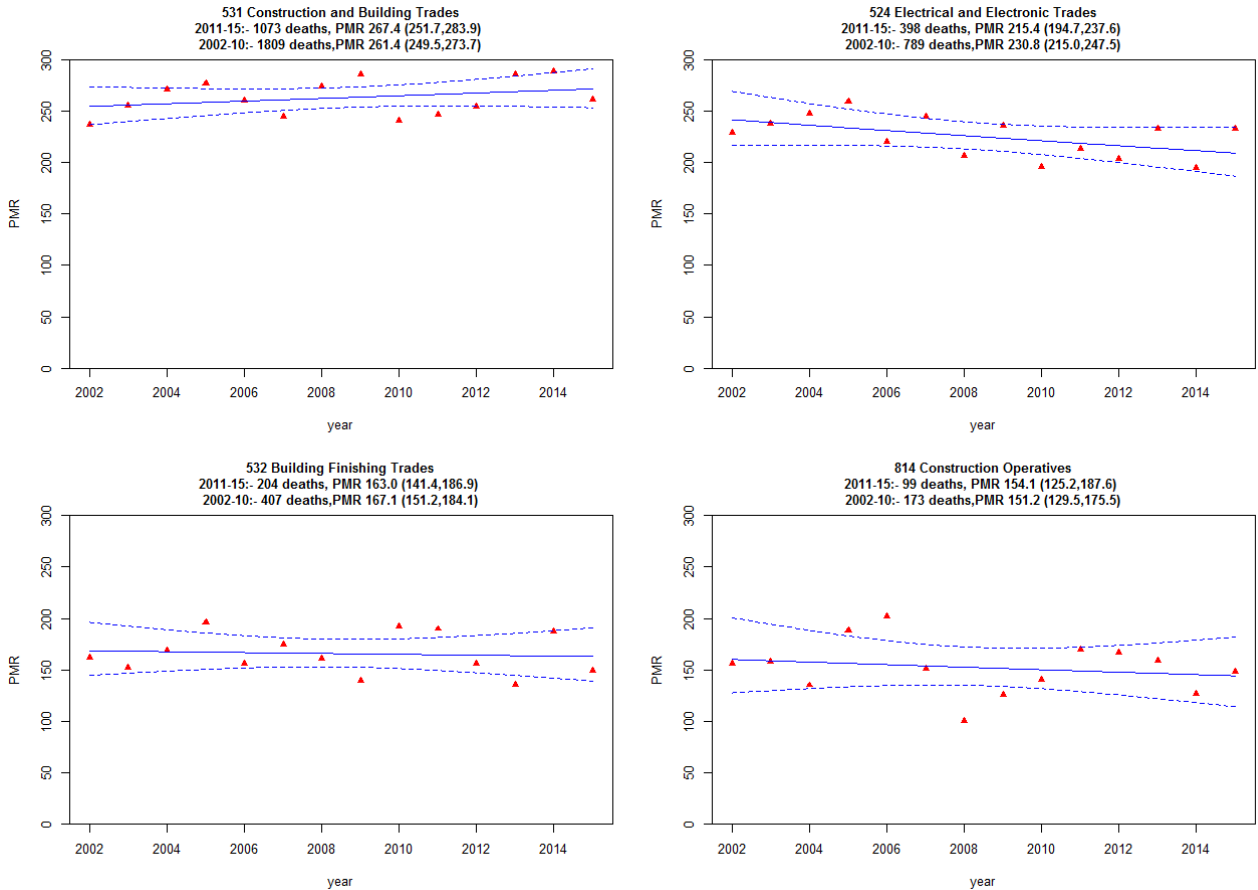 531 Construction and Building Trades
2011-15:- 1073 deaths, PMR 267.4 (251.7,283.9)
2002-10:- 1809 deaths,PMR 261.4 (249.5,273.7)
PMR
300
250
200
150
100
50
0
2002 2004 2006 2008 2010 2012 2014
year
524 Electrical and Electronic Trades
2011-15:- 398 deaths, PMR 215.4 (194.7,237.6)
2002-10:- 789 deaths,PMR 230.8 (215.0,247.5)
PMR
300
250
200
150
100
50
0
2002 2004 2006 2008 2010 2012 2014
year
532 Building Finishing Trades
2011-15:- 204 deaths, PMR 163.0 (141.4,186.9)
2002-10:- 407 deaths,PMR 167.1 (151.2,184.1)
PMR
300
250
200
150
100
50
0
2002 2004 2006 2008 2010 2012 2014
year
814 Construction Operatives
2011-15:- 99 deaths, PMR 154.1 (125.2,187.6)
2002-10:- 173 deaths,PMR 151.2 (129.5,175.5)
PMR
300
250
200
150
100
50
0
2002 2004 2006 2008 2010 2012 2014
year